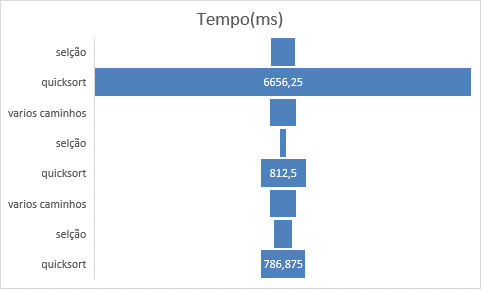 Tempo(ms)
selção
quicksort 6656,25
varios caminhos
selção
quicksort 812,5
varios caminhos
selção
quicksort 786,875